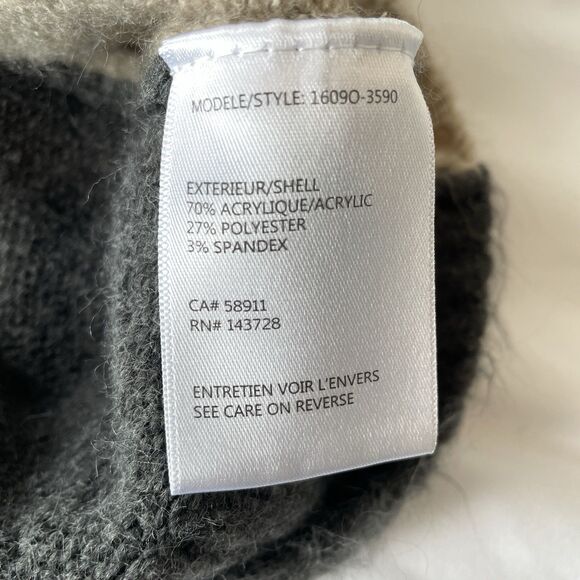 MODELE/STYLE: 1609O-3590
EXTERIEUR/SHELL
70% ACRYLIQUE/ACRYLIC
27% POLYESTER
3% SPANDEX
CA# 58911
RN# 143728
ENTRETIEN VOIR L'ENVERS
SEE CARE ON REVERSE